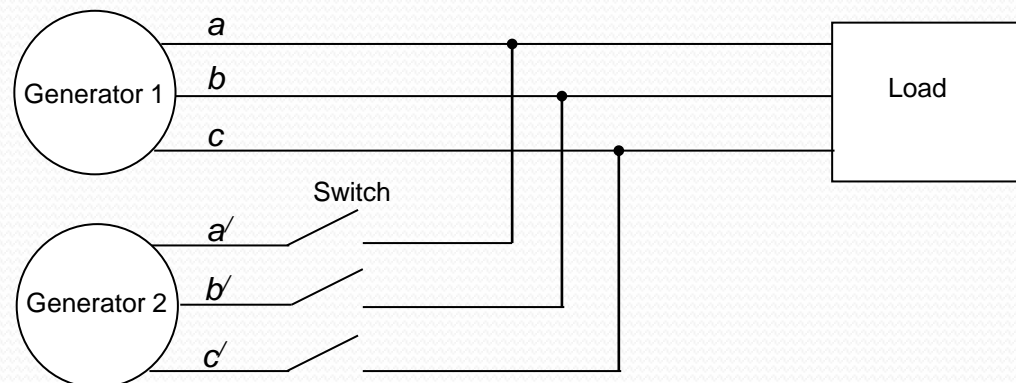 a
Generator 1
b
Load
c
Switch
a/
Generator 2
b/
c/